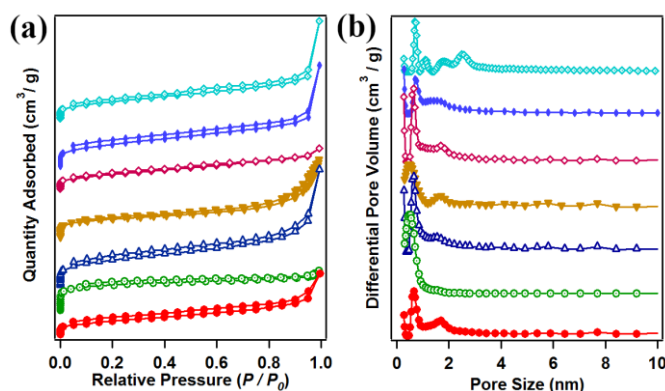 (a)
Quantity Adsorbed (cm³ / g)
0.0 0.2 0.4 0.6 0.8 1.0
Relative Pressure (P / P₀)
(b)
Differential Pore Volume (cm³ / g)
0 2 4 6 8 10
Pore Size (nm)